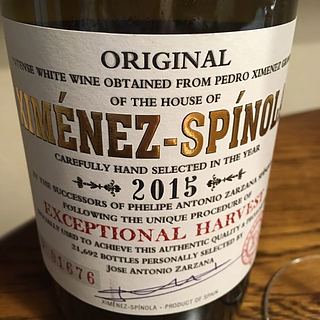 ORIGINAL
INTENSE WHITE WINE OBTAINED FROM PEDRO XIMENEZ
OF THE HOUSE OF
XIMÉNEZ-SPÍNOLA
CAREFULLY HAND SELECTED IN THE YEAR
2015
BY THE SUCCESSORS OF PHELIPE ANTONIO ZARZANA
FOLLOWING THE UNIQUE PROCEDURE OF
EXCEPTIONAL HARVEST
USED TO ACHIEVE THIS AUTHENTIC QUALITY &
21,692 BOTTLES PERSONALLY SELECTED
01676
JOSE ANTONIO ZARZANA
XIMÉNEZ-SPÍNOLA • PRODUCT OF SPAIN